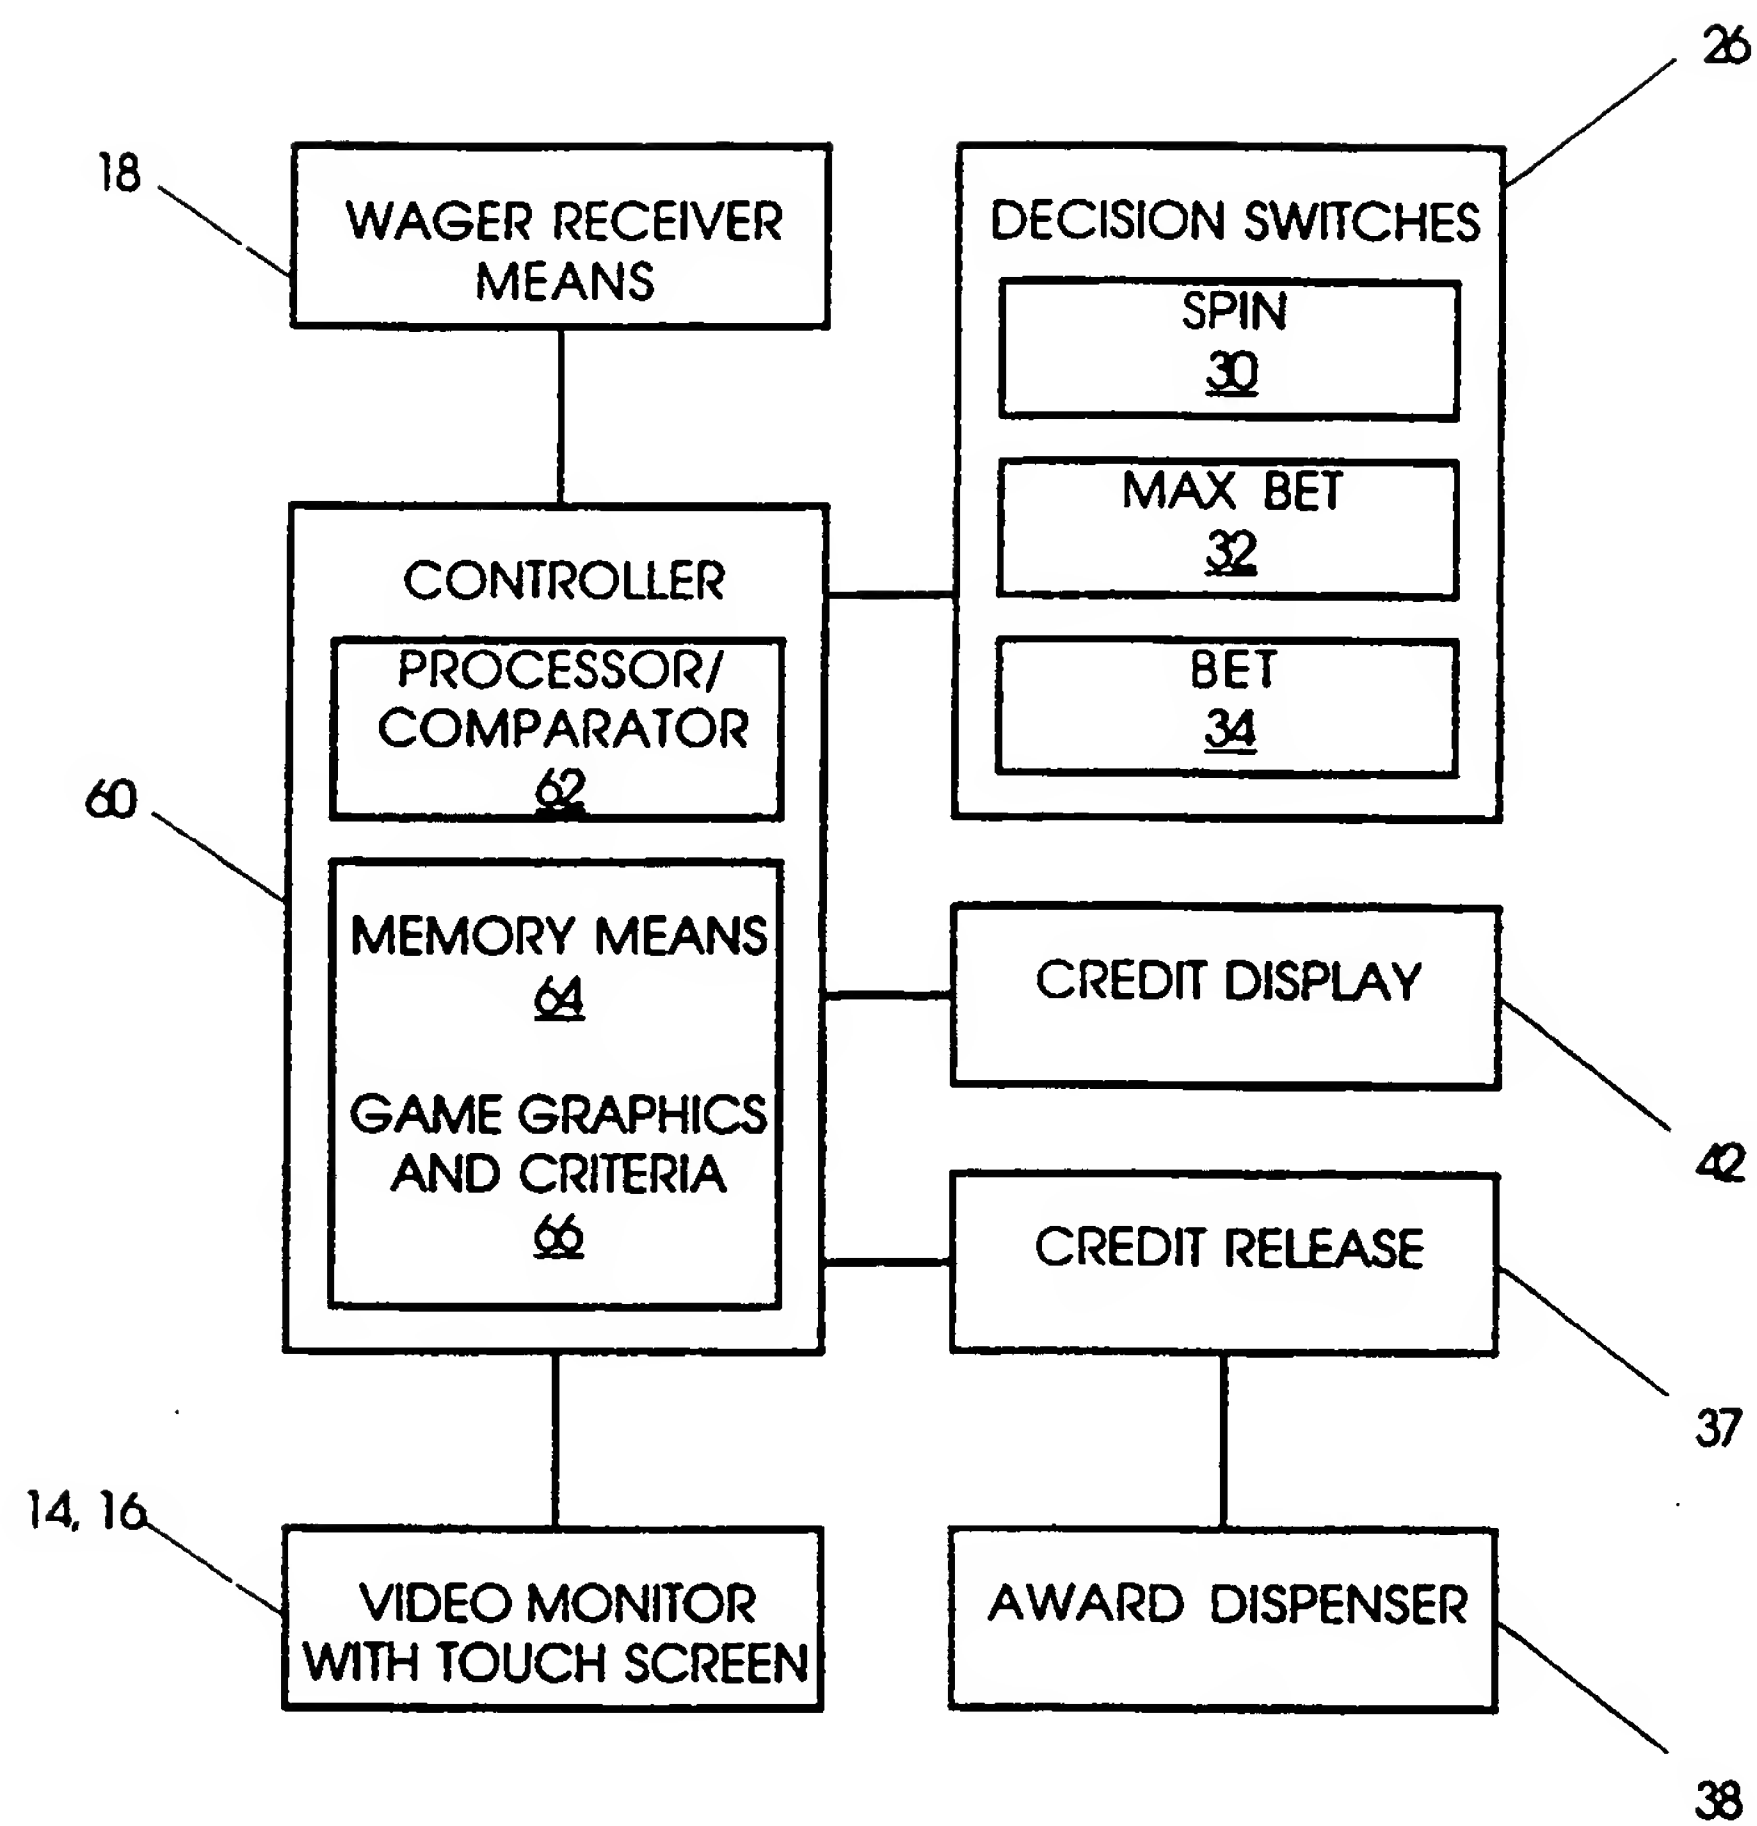 26
18
WAGER RECEIVER
MEANS
DECISION SWITCHES
SPIN
30
MAX BET
32
BET
34
CONTROLLER
PROCESSOR/
COMPARATOR
62
60
MEMORY MEANS
64
GAME GRAPHICS
AND CRITERIA
66
CREDIT DISPLAY
42
CREDIT RELEASE
37
14, 16
VIDEO MONITOR
WITH TOUCH SCREEN
AWARD DISPENSER
38